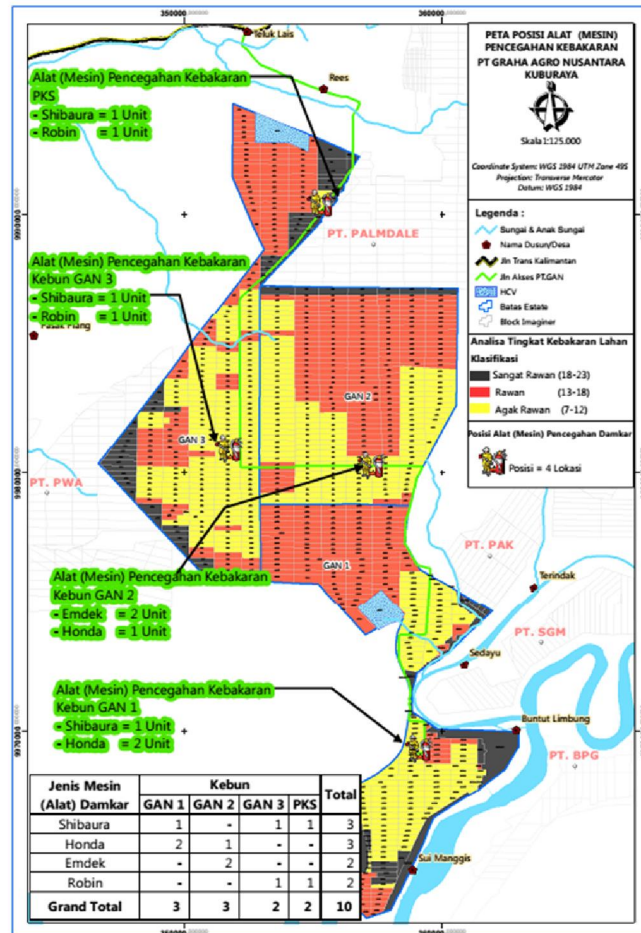 350000
360000
PETA POSISI ALAT (MESIN)
PENCEGAHAN KEBAKARAN
PT GRAHA AGRO NUSANTARA
KUBURAYA
Skala1:125.000
Coordinate System: WGS 1984 UTM Zone 49S
Projection: Transverse Mercator
Datum: WGS 1984
Legenda :
Sungai & Anak Sungai
Nama Dusun/Desa
Jln Trans Kalimantan
Jln Akses PT.GAN
HCV
Batas Estate
Block Imaginer
Analisa Tingkat Kebakaran Lahan
Klasifikasi
Sangat Rawan (18-23)
Rawan (13-18)
Agak Rawan (7-12)
Posisi Alat (Mesin) Pencegahan Damkar
Posisi = 4 Lokasi
Teluk Lais
Rees
Alat (Mesin) Pencegahan Kebakaran
PKS
- Shibaura = 1 Unit
- Robin = 1 Unit
9990000
PT. PALMDALE
Alat (Mesin) Pencegahan Kebakaran
Kebun GAN 3
- Shibaura = 1 Unit
- Robin = 1 Unit
GAN 2
GAN 3
PT. PWA
9980000
GAN 1
PT. PAK
Alat (Mesin) Pencegahan Kebakaran
Kebun GAN 2
- Emdek = 2 Unit
- Honda = 1 Unit
Terindak
PT. SGM
Sedayu
Alat (Mesin) Pencegahan Kebakaran
Kebun GAN 1
- Shibaura = 1 Unit
- Honda = 2 Unit
9970000
Buntut Limbung
PT. BPG
Sui Manggis
Jenis Mesin (Alat) Damkar Kebun Total
GAN 1 GAN 2 GAN 3 PKS
Shibaura 1 - 1 1 3
Honda 2 1 - - 3
Emdek - 2 - - 2
Robin - - 1 1 2
Grand Total 3 3 2 2 10